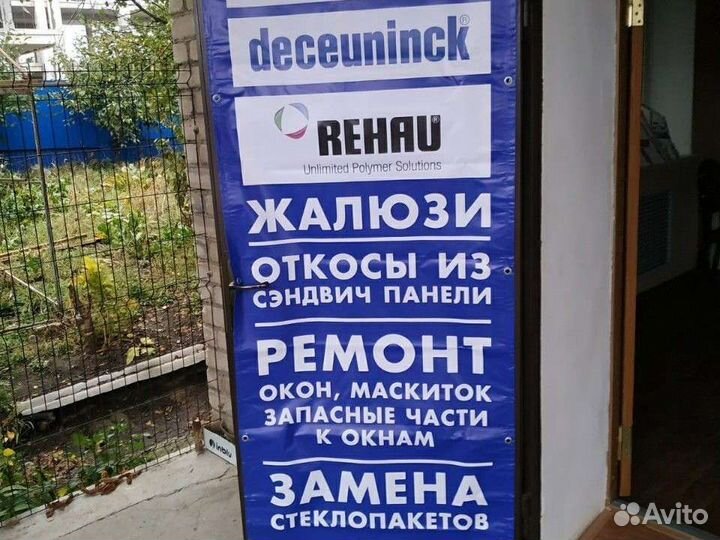 deceuninck®
REHAU®
Unlimited Polymer Solutions
ЖАЛЮЗИ
ОТКОСЫ ИЗ
СЭНДВИЧ ПАНЕЛИ
РЕМОНТ
ОКОН, МАСКИТОК
ЗАПАСНЫЕ ЧАСТИ
К ОКНАМ
ЗАМЕНА
СТЕКЛОПАКЕТОВ
inblu
Avito